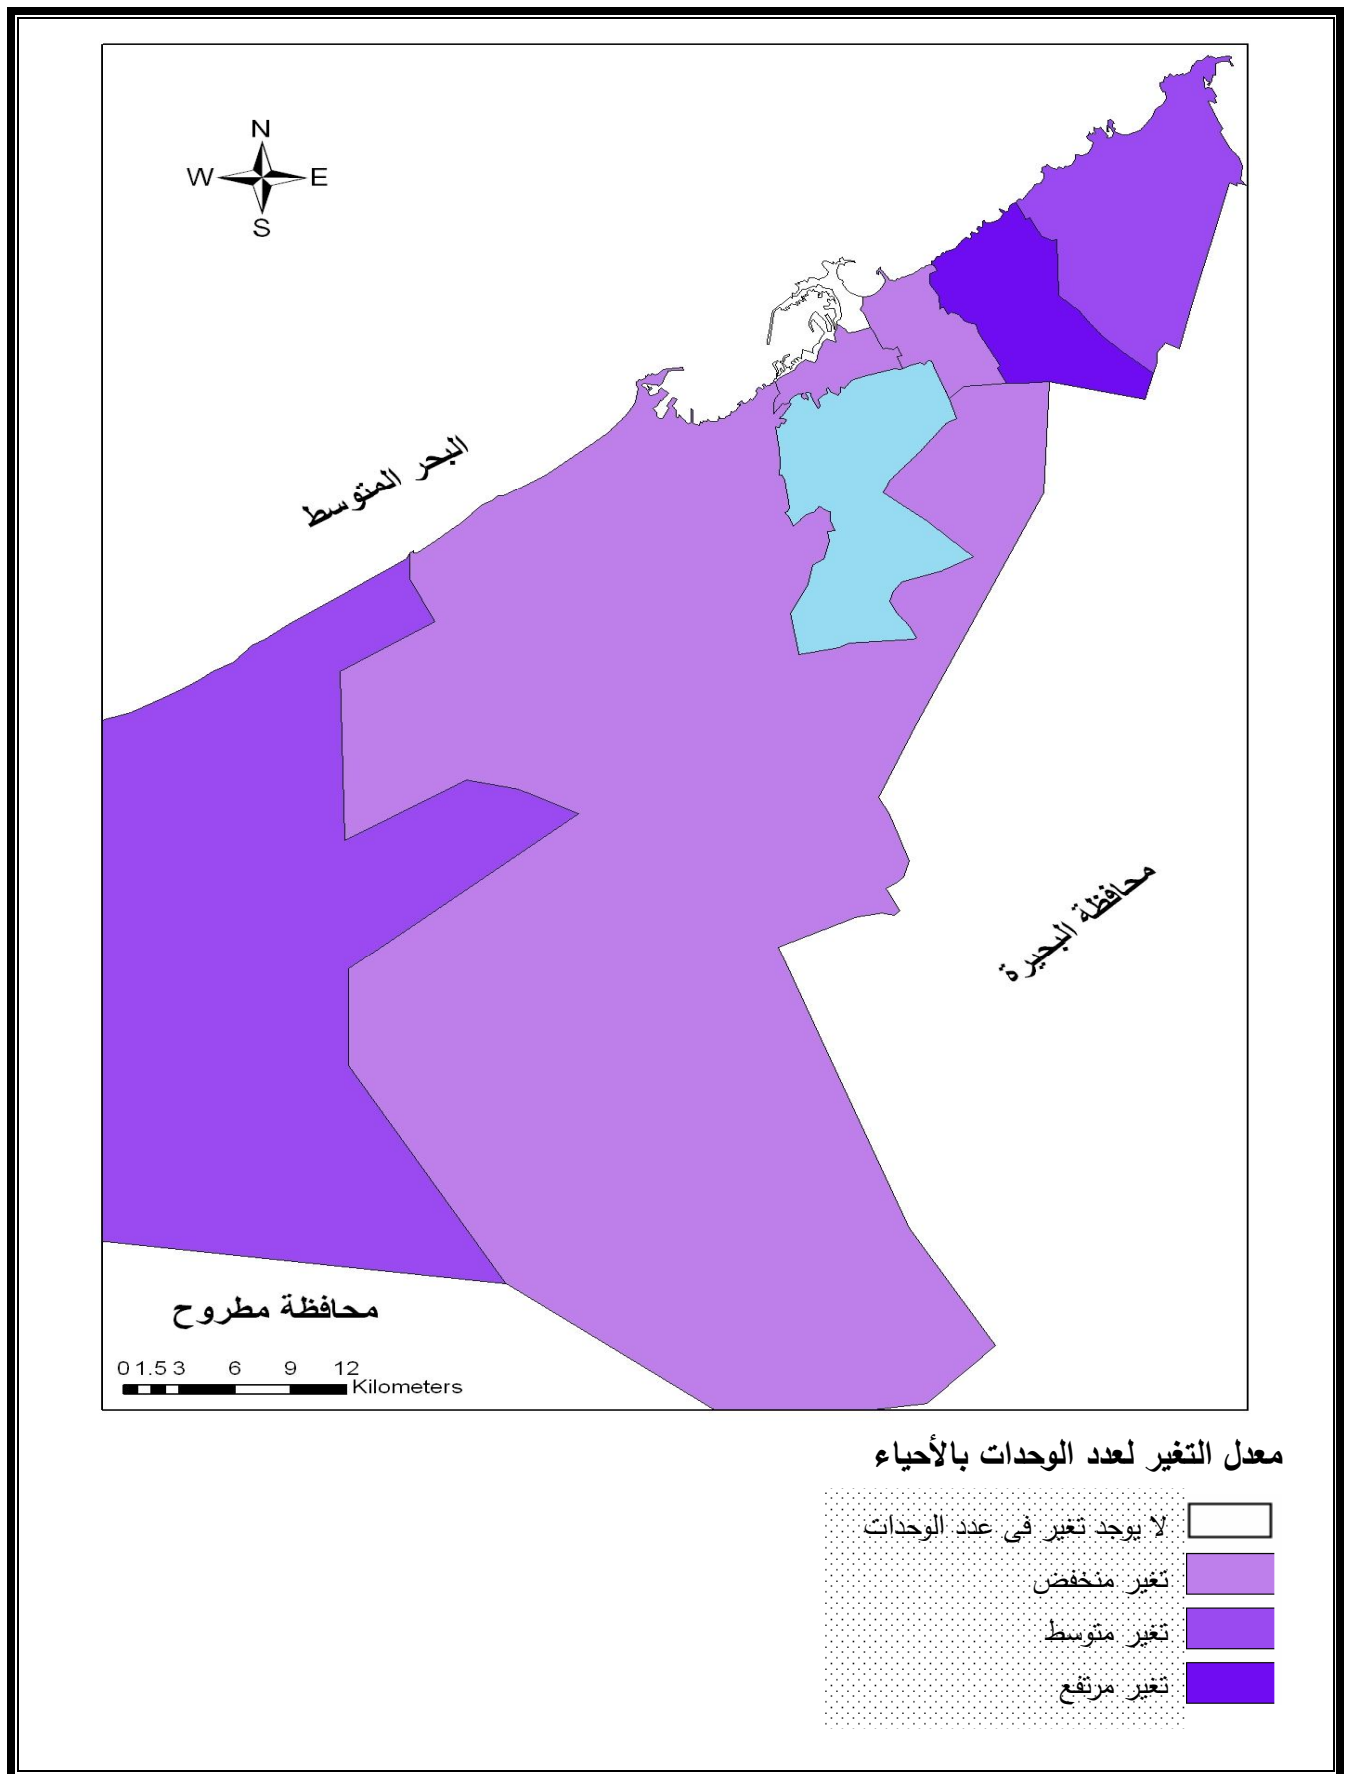 N
W E
S
البحر المتوسط
محافظة البحيرة
محافظة مطروح
0 1.5 3 6 9 12
Kilometers
معدل التغير لعدد الوحدات بالأحياء
لا يوجد تغير فى عدد الوحدات
تغير منخفض
تغير متوسط
تغير مرتفع